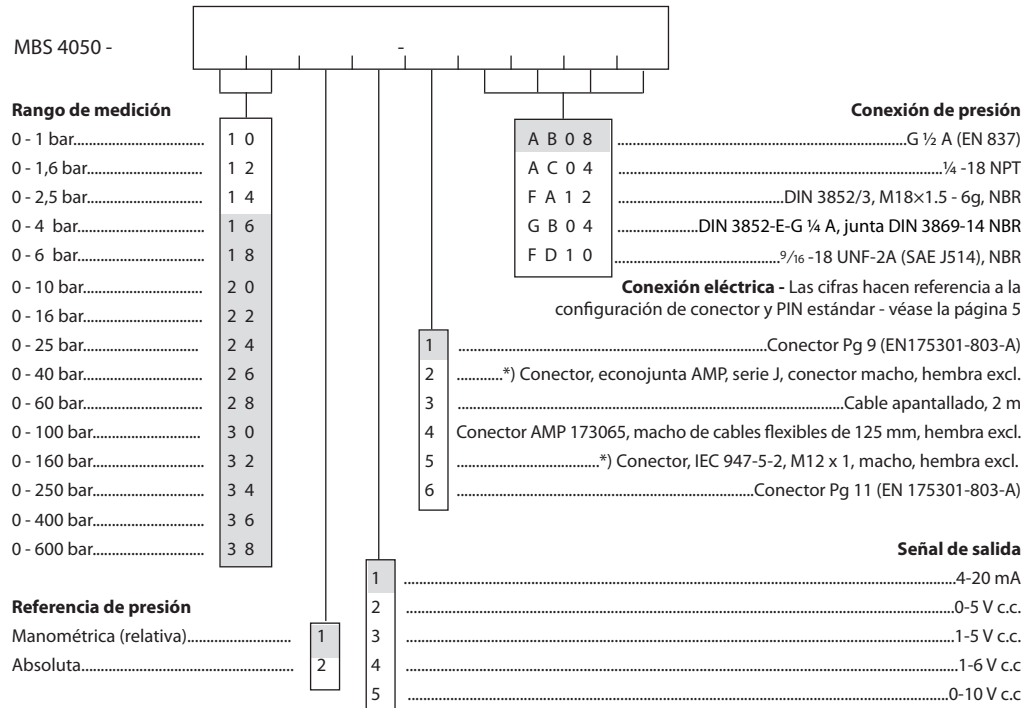 MBS 4050 -
-
Rango de medición
0 - 1 bar................................ 1 0
0 - 1,6 bar............................. 1 2
0 - 2,5 bar............................. 1 4
0 - 4 bar............................... 1 6
0 - 6 bar............................... 1 8
0 - 10 bar.............................. 2 0
0 - 16 bar.............................. 2 2
0 - 25 bar.............................. 2 4
0 - 40 bar.............................. 2 6
0 - 60 bar.............................. 2 8
0 - 100 bar............................ 3 0
0 - 160 bar............................ 3 2
0 - 250 bar............................ 3 4
0 - 400 bar............................ 3 6
0 - 600 bar............................ 3 8
Referencia de presión
Manométrica (relativa).......................... 1
Absoluta..................................................... 2
Conexión de presión
A B 0 8 ........................................................................G ½ A (EN 837)
A C 0 4 .................................................................................¼ -18 NPT
F A 1 2 .........................................DIN 3852/3, M18×1.5 - 6g, NBR
G B 0 4 ....................DIN 3852-E-G ¼ A, junta DIN 3869-14 NBR
F D 1 0 .........................................9/16 -18 UNF-2A (SAE J514), NBR
Conexión eléctrica - Las cifras hacen referencia a la
configuración de conector y PIN estándar - véase la página 5
1 .............................................................................Conector Pg 9 (EN175301-803-A)
2 ............*) Conector, econojunta AMP, serie J, conector macho, hembra excl.
3 ................................................................................................Cable apantallado, 2 m
4 Conector AMP 173065, macho de cables flexibles de 125 mm, hembra excl.
5 ...................................*) Conector, IEC 947-5-2, M12 x 1, macho, hembra excl.
6 ..........................................................................Conector Pg 11 (EN 175301-803-A)
Señal de salida
1 ........................................................................................................................................4-20 mA
2 ........................................................................................................................................0-5 V c.c.
3 ........................................................................................................................................1-5 V c.c.
4 .........................................................................................................................................1-6 V c.c
5 .......................................................................................................................................0-10 V c.c